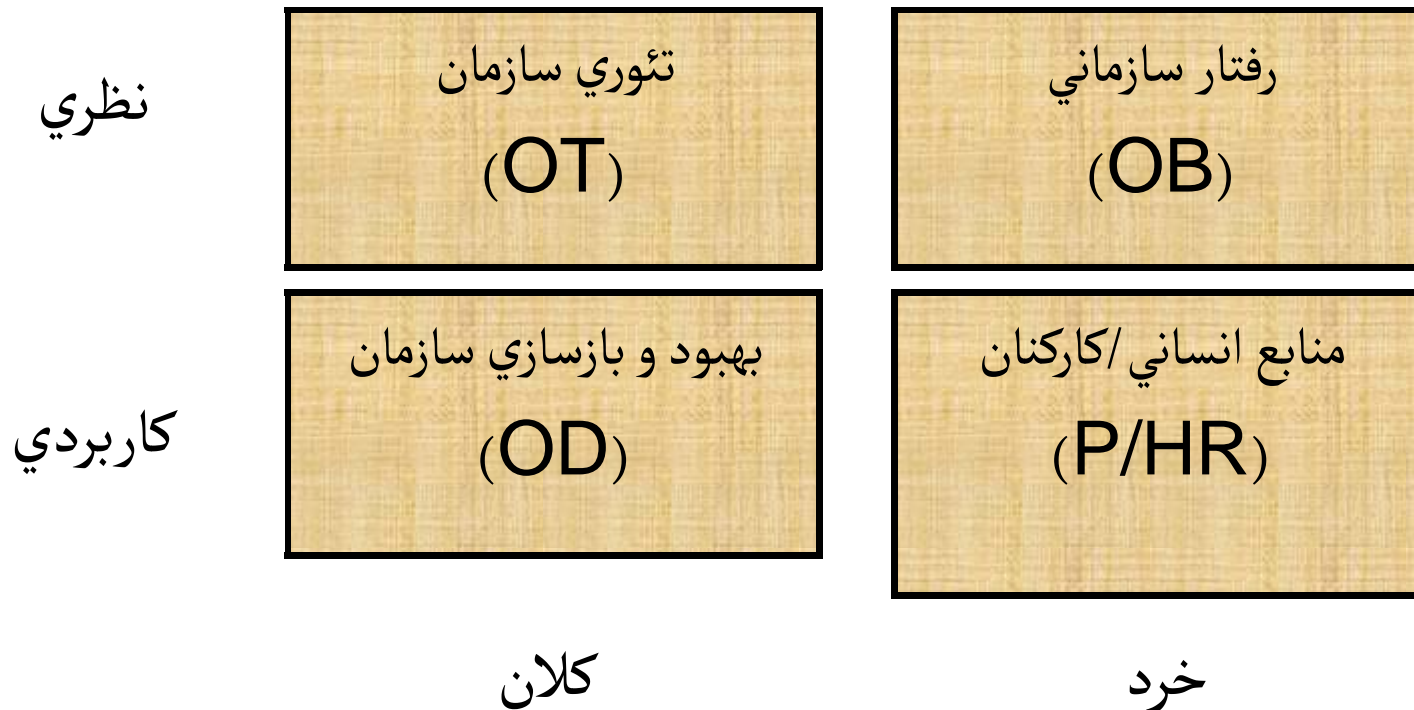 رفتار سازماني
(OB)
تئوري سازمان
(OT)
نظري
منابع انساني/كاركنان
(P/HR)
بهبود و بازسازي سازمان
(OD)
كاربردي
خرد
كلان